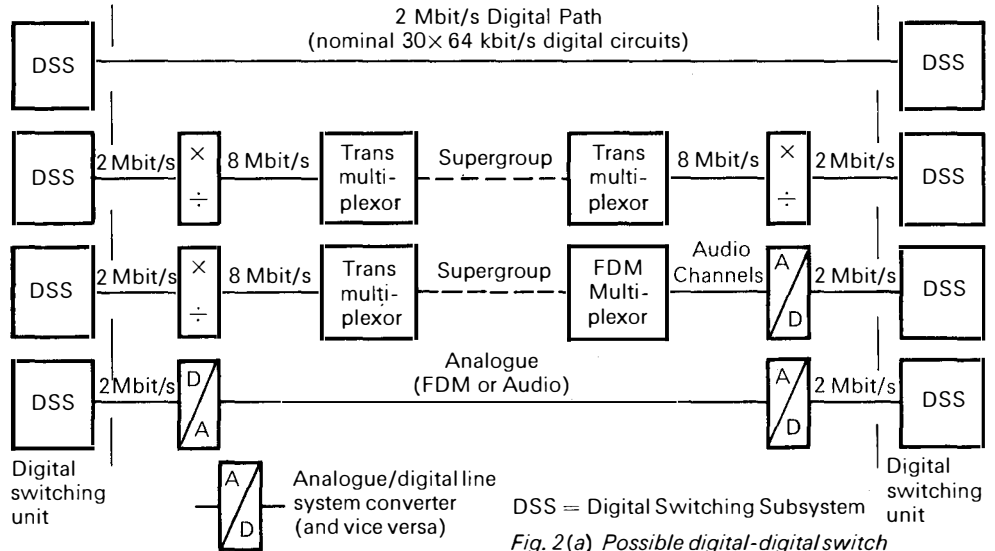 2 Mbit/s Digital Path
(nominal 30× 64 kbit/s digital circuits)
DSS
DSS
DSS
2 Mbit/s
×
÷
8 Mbit/s
Trans
multi-
plexor
Supergroup
Trans
multi-
plexor
8 Mbit/s
×
÷
2 Mbit/s
DSS
DSS
2 Mbit/s
×
÷
8 Mbit/s
Trans
multi-
plexor
Supergroup
FDM
Multi-
plexor
Audio
Channels
A
D
2 Mbit/s
DSS
DSS
2Mbit/s
D
A
Analogue
(FDM or Audio)
A
D
2 Mbit/s
DSS
Digital
switching
unit
A
D
Analogue/digital line
system converter
(and vice versa)
DSS = Digital Switching Subsystem
Digital
switching
unit
Fig. 2(a) Possible digital-digital switch